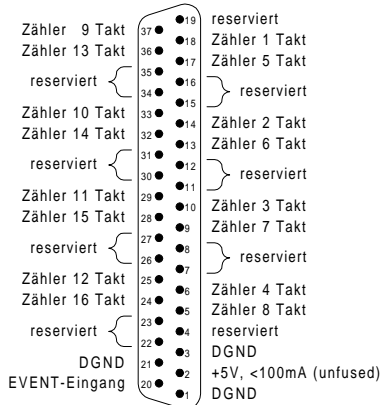 19 reserviert
Zähler 9 Takt 37
18 Zähler 1 Takt
Zähler 13 Takt 36
17 Zähler 5 Takt
reserviert 35 34
16 15 reserviert
Zähler 10 Takt 33
14 Zähler 2 Takt
Zähler 14 Takt 32
13 Zähler 6 Takt
reserviert 31 30
12 11 reserviert
Zähler 11 Takt 29
10 Zähler 3 Takt
Zähler 15 Takt 28
9 Zähler 7 Takt
reserviert 27 26
8 7 reserviert
Zähler 12 Takt 25
6 Zähler 4 Takt
Zähler 16 Takt 24
5 Zähler 8 Takt
reserviert 23 22
4 reserviert
3 DGND
DGND 21
2 +5V, <100mA (unfused)
EVENT-Eingang 20
1 DGND